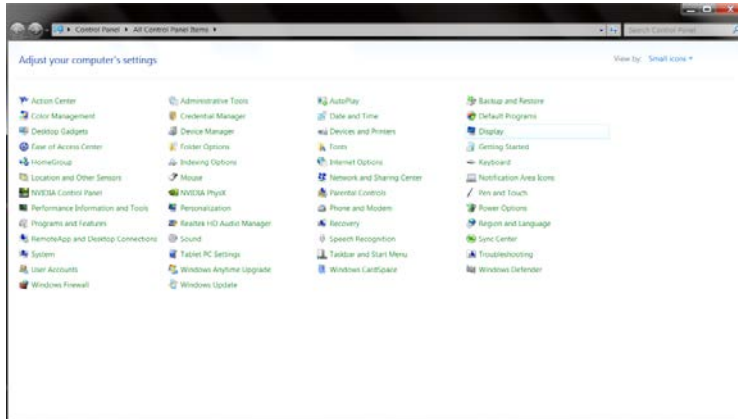 Control Panel All Control Panel Items
Search Control Panel
Adjust your computer's settings
View by: Small icons
Action Center Administrative Tools AutoPlay Backup and Restore
Color Management Credential Manager Date and Time Default Programs
Desktop Gadgets Device Manager Devices and Printers Display
Ease of Access Center Folder Options Fonts Getting Started
HomeGroup Indexing Options Internet Options Keyboard
Location and Other Sensors Mouse Network and Sharing Center Notification Area Icons
NVIDIA Control Panel NVIDIA PhysX Parental Controls Pen and Touch
Performance Information and Tools Personalization Phone and Modem Power Options
Programs and Features Realtek HD Audio Manager Recovery Region and Language
RemoteApp and Desktop Connections Sound Speech Recognition Sync Center
System Tablet PC Settings Taskbar and Start Menu Troubleshooting
User Accounts Windows Anytime Upgrade Windows CardSpace Windows Defender
Windows Firewall Windows Update